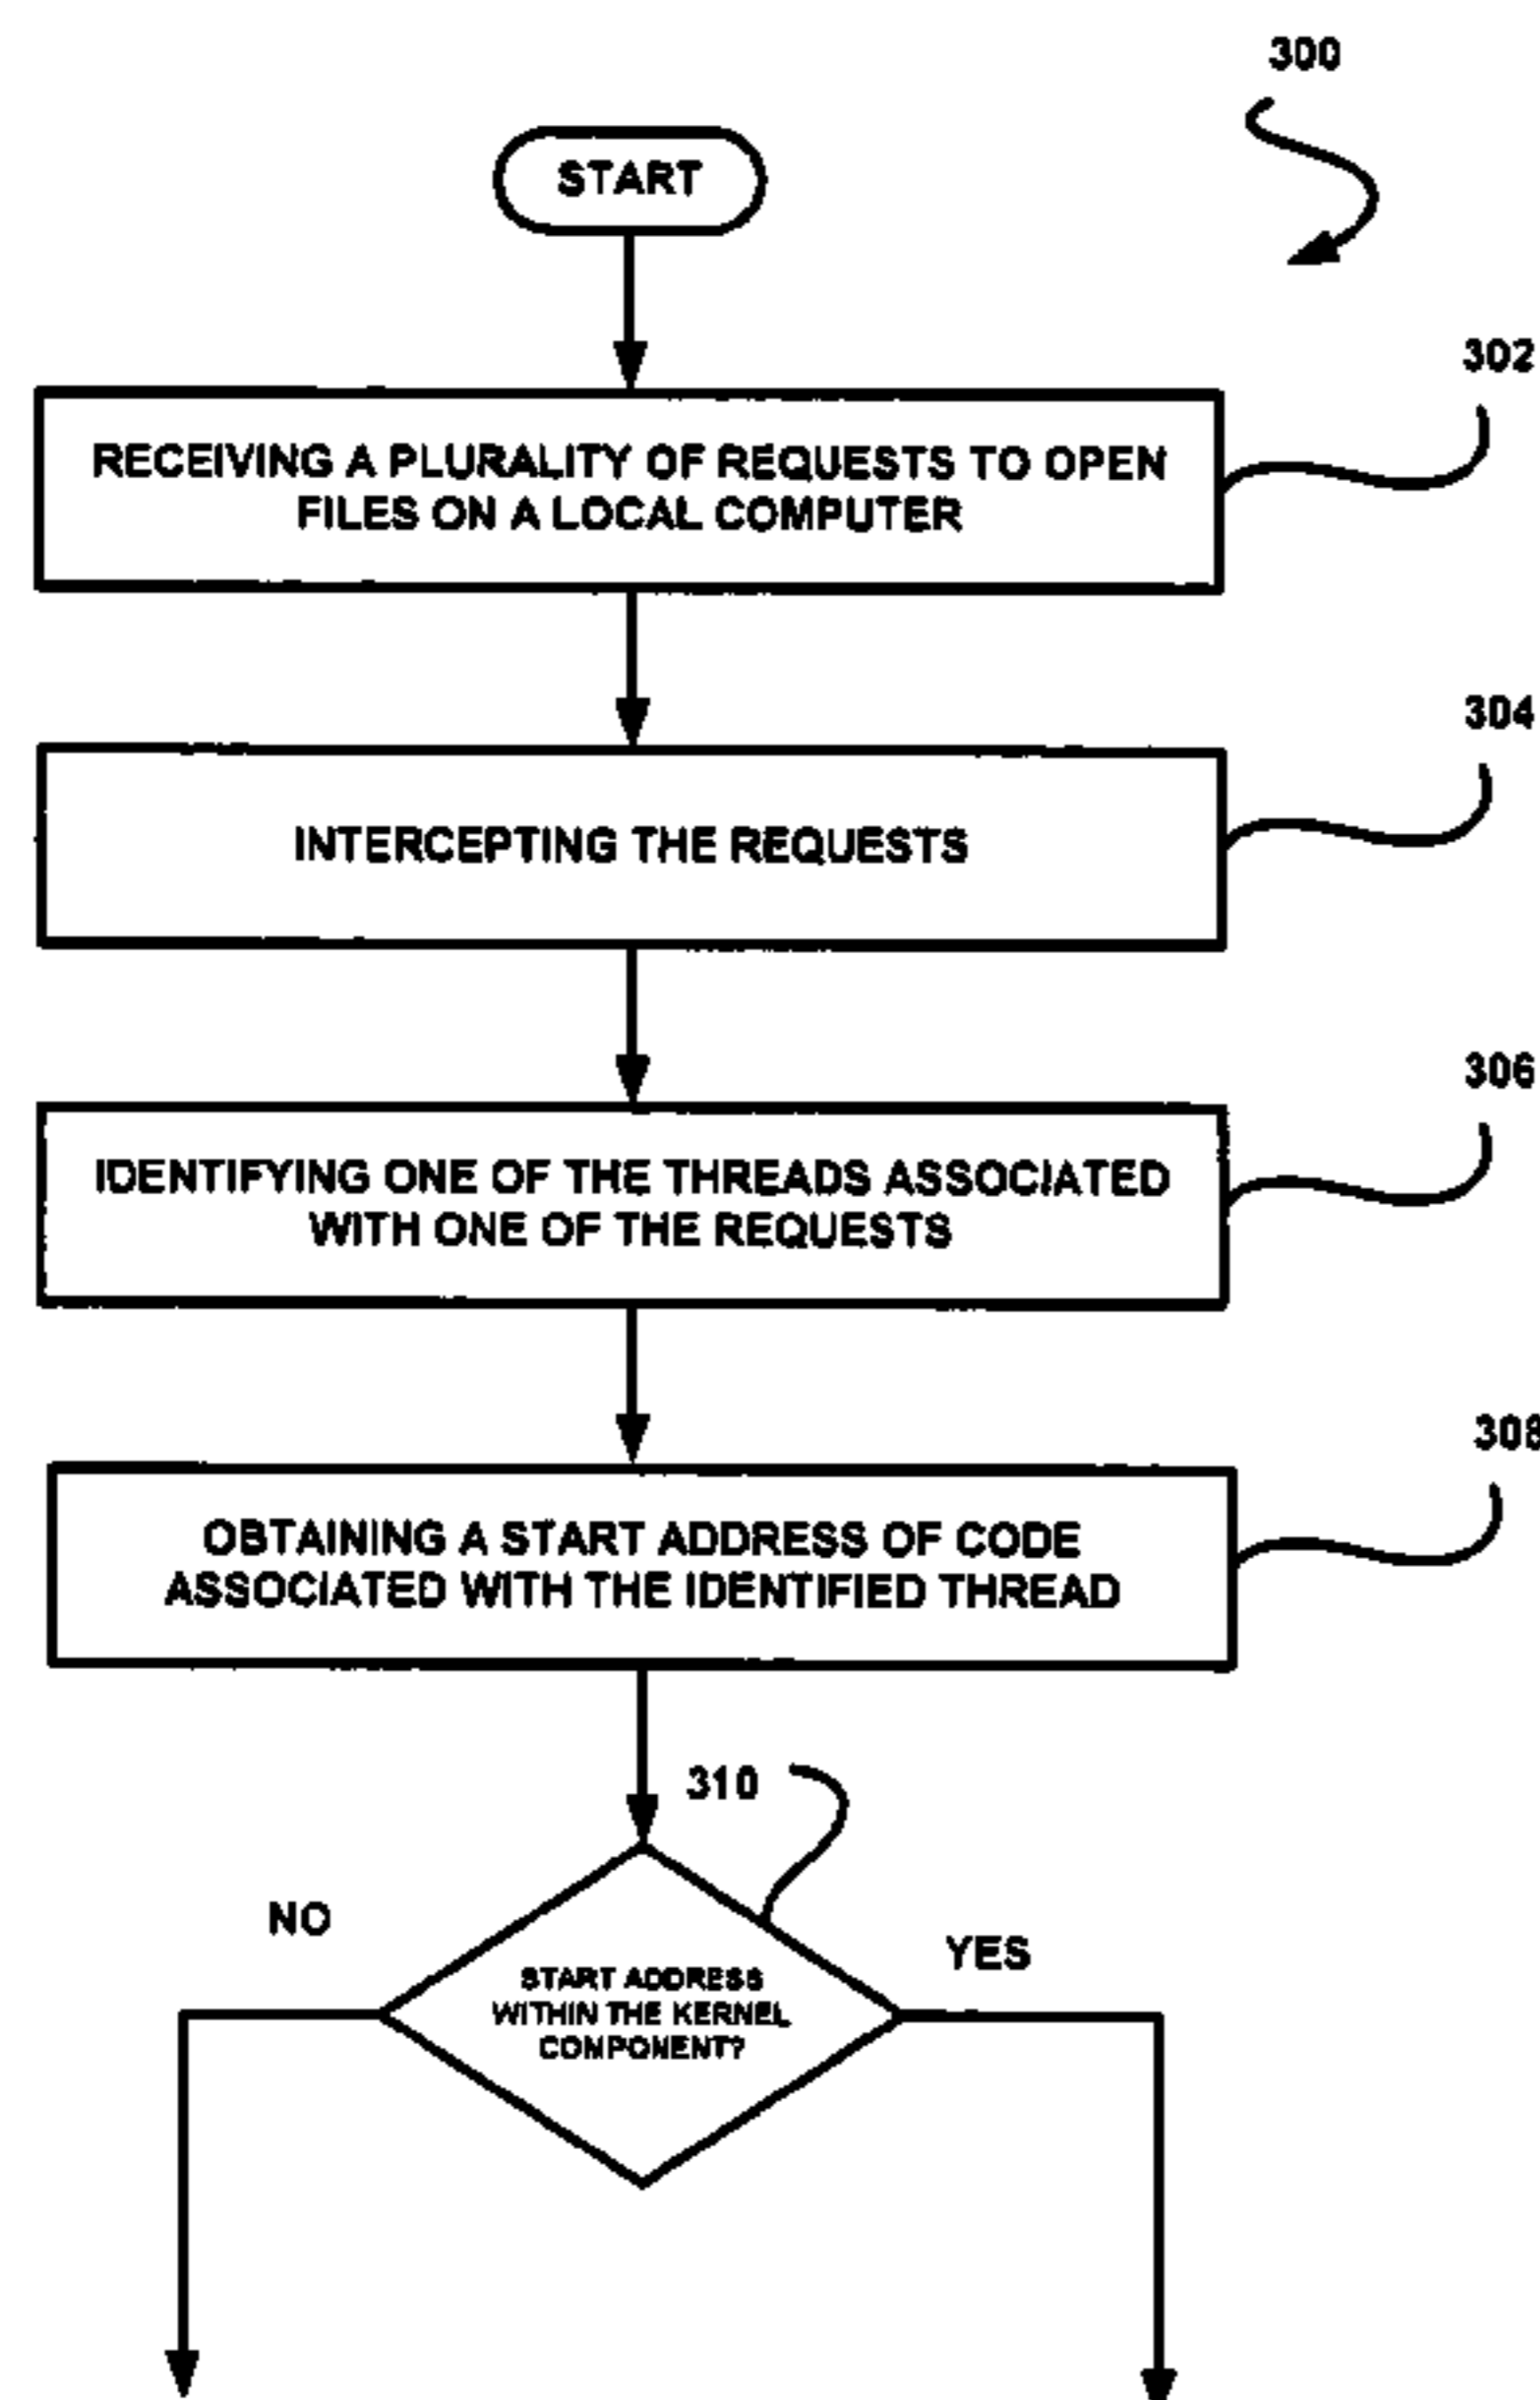 300
START
302
RECEIVING A PLURALITY OF REQUESTS TO OPEN
FILES ON A LOCAL COMPUTER
304
INTERCEPTING THE REQUESTS
306
IDENTIFYING ONE OF THE THREADS ASSOCIATED
WITH ONE OF THE REQUESTS
308
OBTAINING A START ADDRESS OF CODE
ASSOCIATED WITH THE IDENTIFIED THREAD
310
NO
YES
START ADDRESS
WITHIN THE KERNEL
COMPONENT?